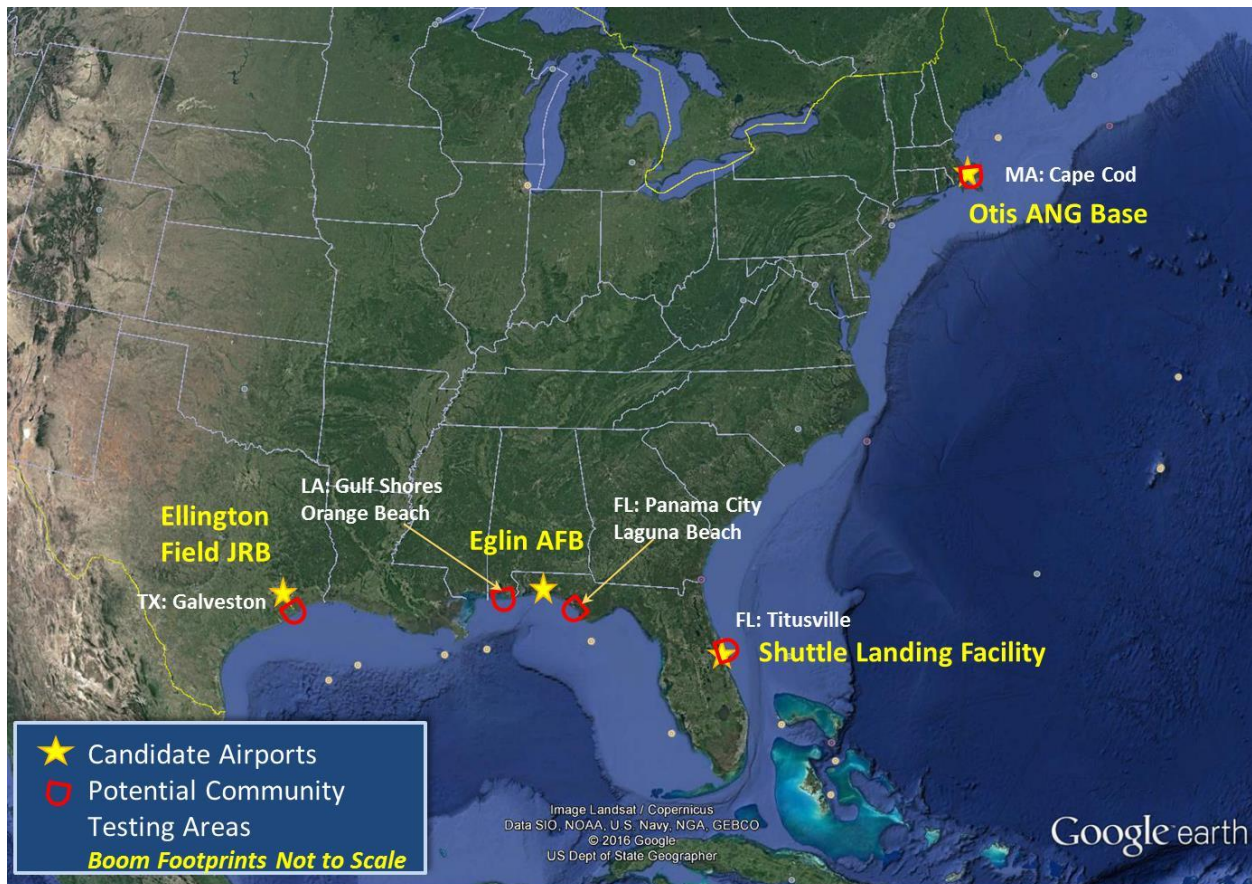 MA: Cape Cod
Otis ANG Base
LA: Gulf Shores
Orange Beach
FL: Panama City
Laguna Beach
Ellington
Field JRB
Eglin AFB
TX: Galveston
FL: Titusville
Shuttle Landing Facility
Candidate Airports
Potential Community
Testing Areas
Boom Footprints Not to Scale
Image Landsat / Copernicus
Data SIO, NOAA, U.S. Navy, NGA, GEBCO
© 2016 Google
US Dept of State Geographer
Google earth